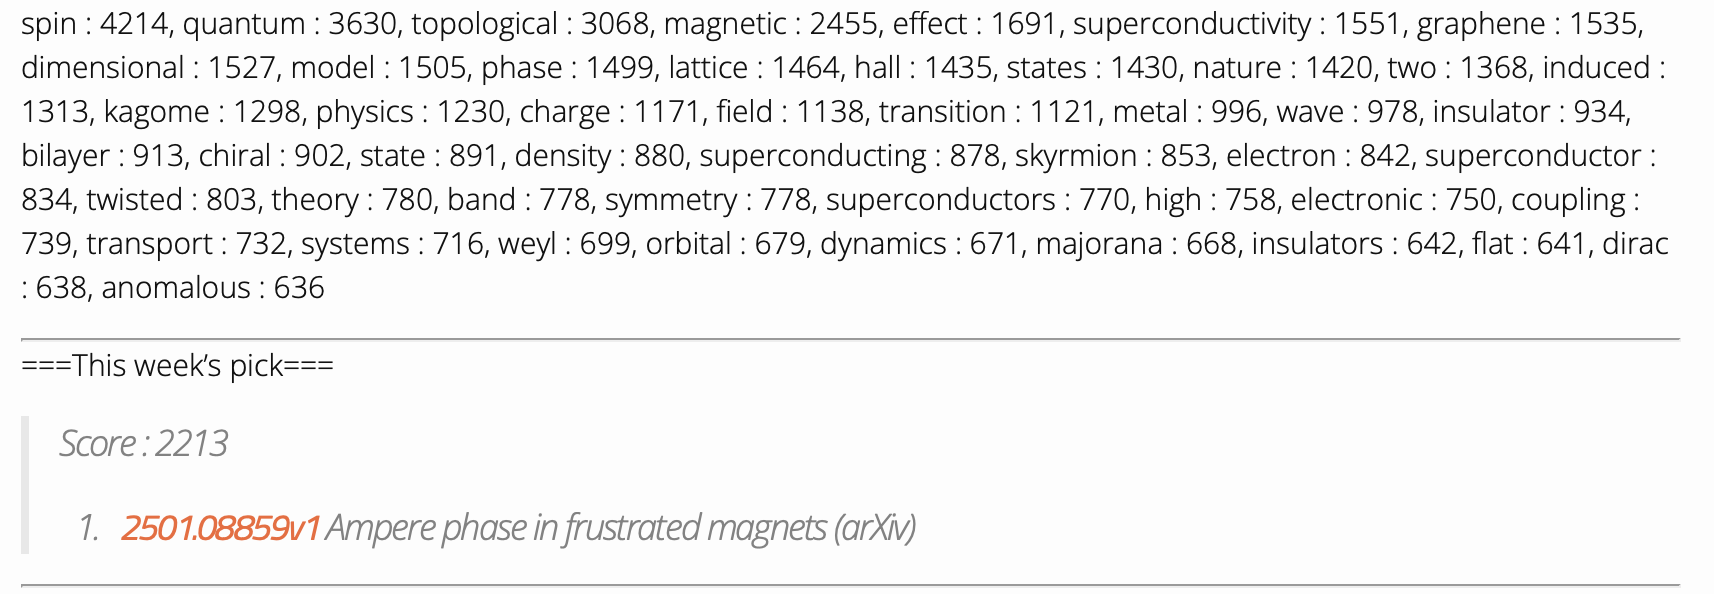 spin : 4214, quantum : 3630, topological : 3068, magnetic : 2455, effect : 1691, superconductivity : 1551, graphene : 1535,
dimensional : 1527, model : 1505, phase : 1499, lattice : 1464, hall : 1435, states : 1430, nature : 1420, two : 1368, induced :
1313, kagome : 1298, physics : 1230, charge : 1171, field : 1138, transition : 1121, metal : 996, wave : 978, insulator : 934,
bilayer : 913, chiral : 902, state : 891, density : 880, superconducting : 878, skyrmion : 853, electron : 842, superconductor :
834, twisted : 803, theory : 780, band : 778, symmetry : 778, superconductors : 770, high : 758, electronic : 750, coupling :
739, transport : 732, systems : 716, weyl : 699, orbital : 679, dynamics : 671, majorana : 668, insulators : 642, flat : 641, dirac
: 638, anomalous : 636
===This week’s pick===
Score : 2213
1. 2501.08859v1 Ampere phase in frustrated magnets (arXiv)